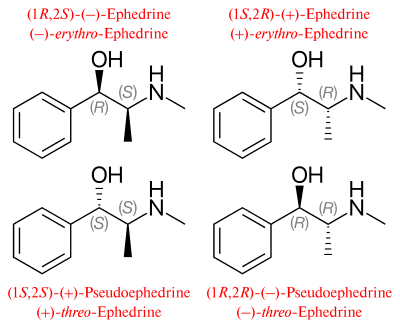 (1R,2S)-(−)-Ephedrine
(−)-erythro-Ephedrine
(1S,2R)-(+)-Ephedrine
(+)-erythro-Ephedrine
OH
H
N
(S)
(R)
OH
H
N
(R)
(S)
OH
H
N
(S)
(S)
OH
H
N
(R)
(R)
(1S,2S)-(+)-Pseudoephedrine
(+)-threo-Ephedrine
(1R,2R)-(−)-Pseudoephedrine
(−)-threo-Ephedrine